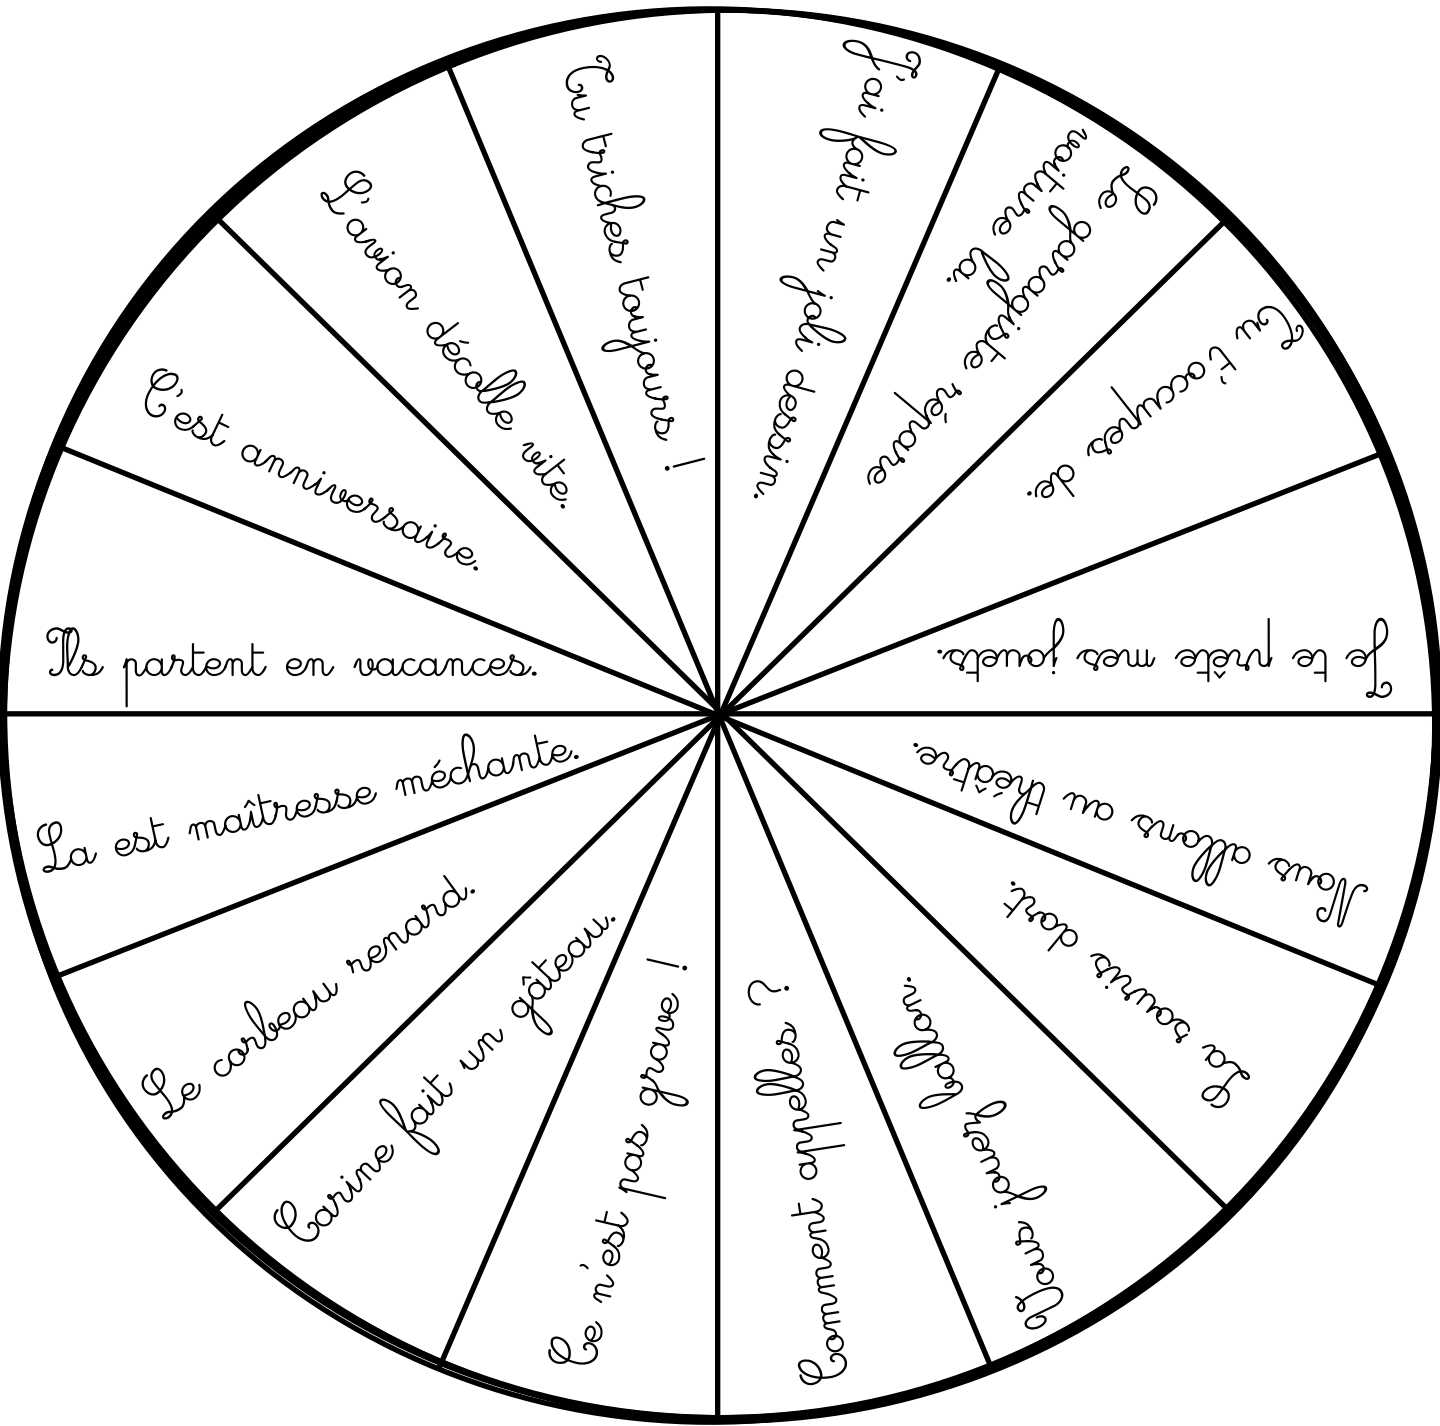 Tu triches toujours !
J'ai fait un joli dessin.
Le garagiste répare
voiture la.
Tu t'occupes de.
Je te prête mes jouets.
Nous allons au théâtre.
La souris dort.
Vous jouez ballon.
Comment appelles ?
Ce n'est pas grave !
Carine fait un gâteau.
Le corbeau renard.
La est maîtresse méchante.
Ils partent en vacances.
C'est anniversaire.
L'avion décolle vite.